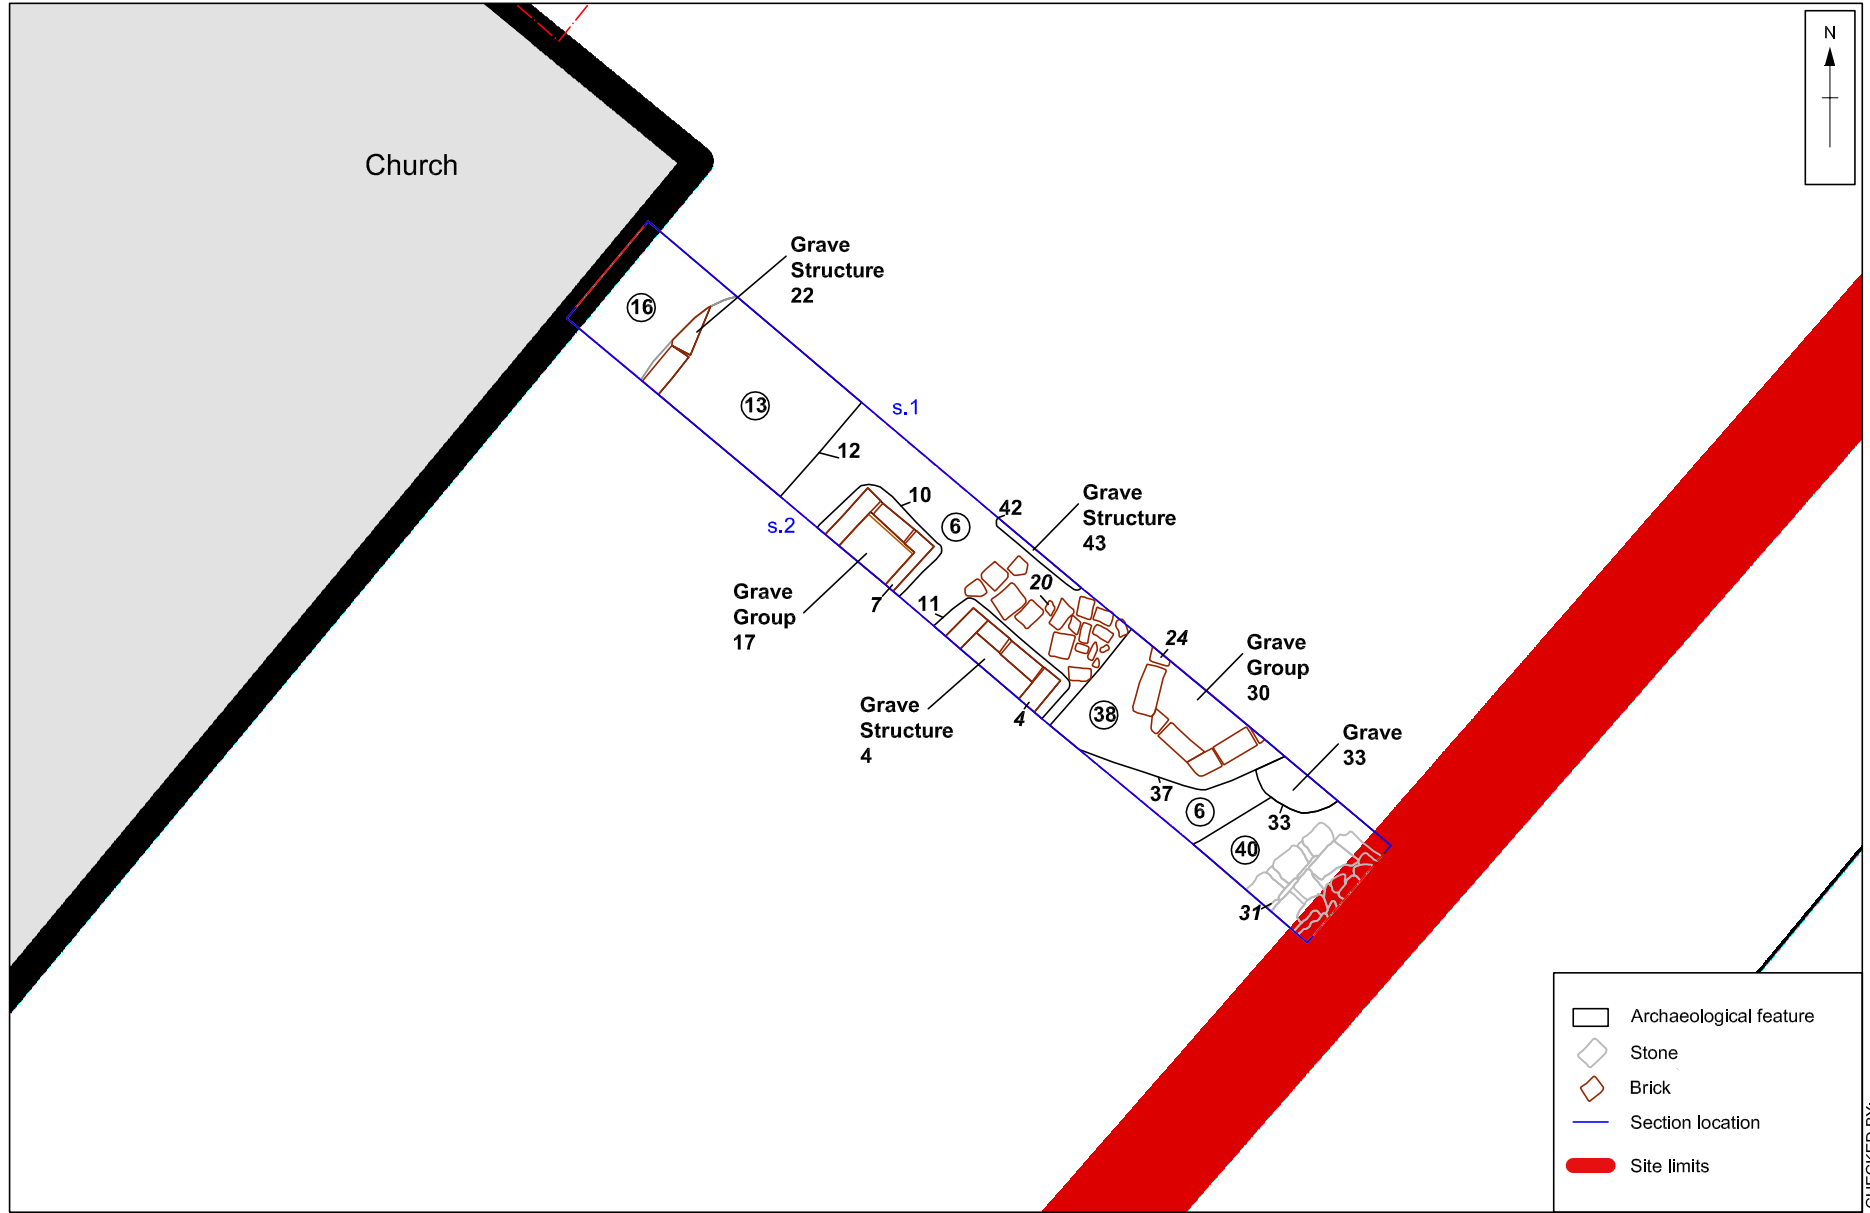 N
Church
Grave
Structure
22
16
13
s.1
12
10
42
Grave
Structure
43
6
s.2
20
Grave
Group
17
7
11
24
Grave
Group
30
Grave
Structure
4
4
38
Grave
33
37
6
33
40
31
Archaeological feature
Stone
Brick
Section location
Site limits
CHECKED BY: